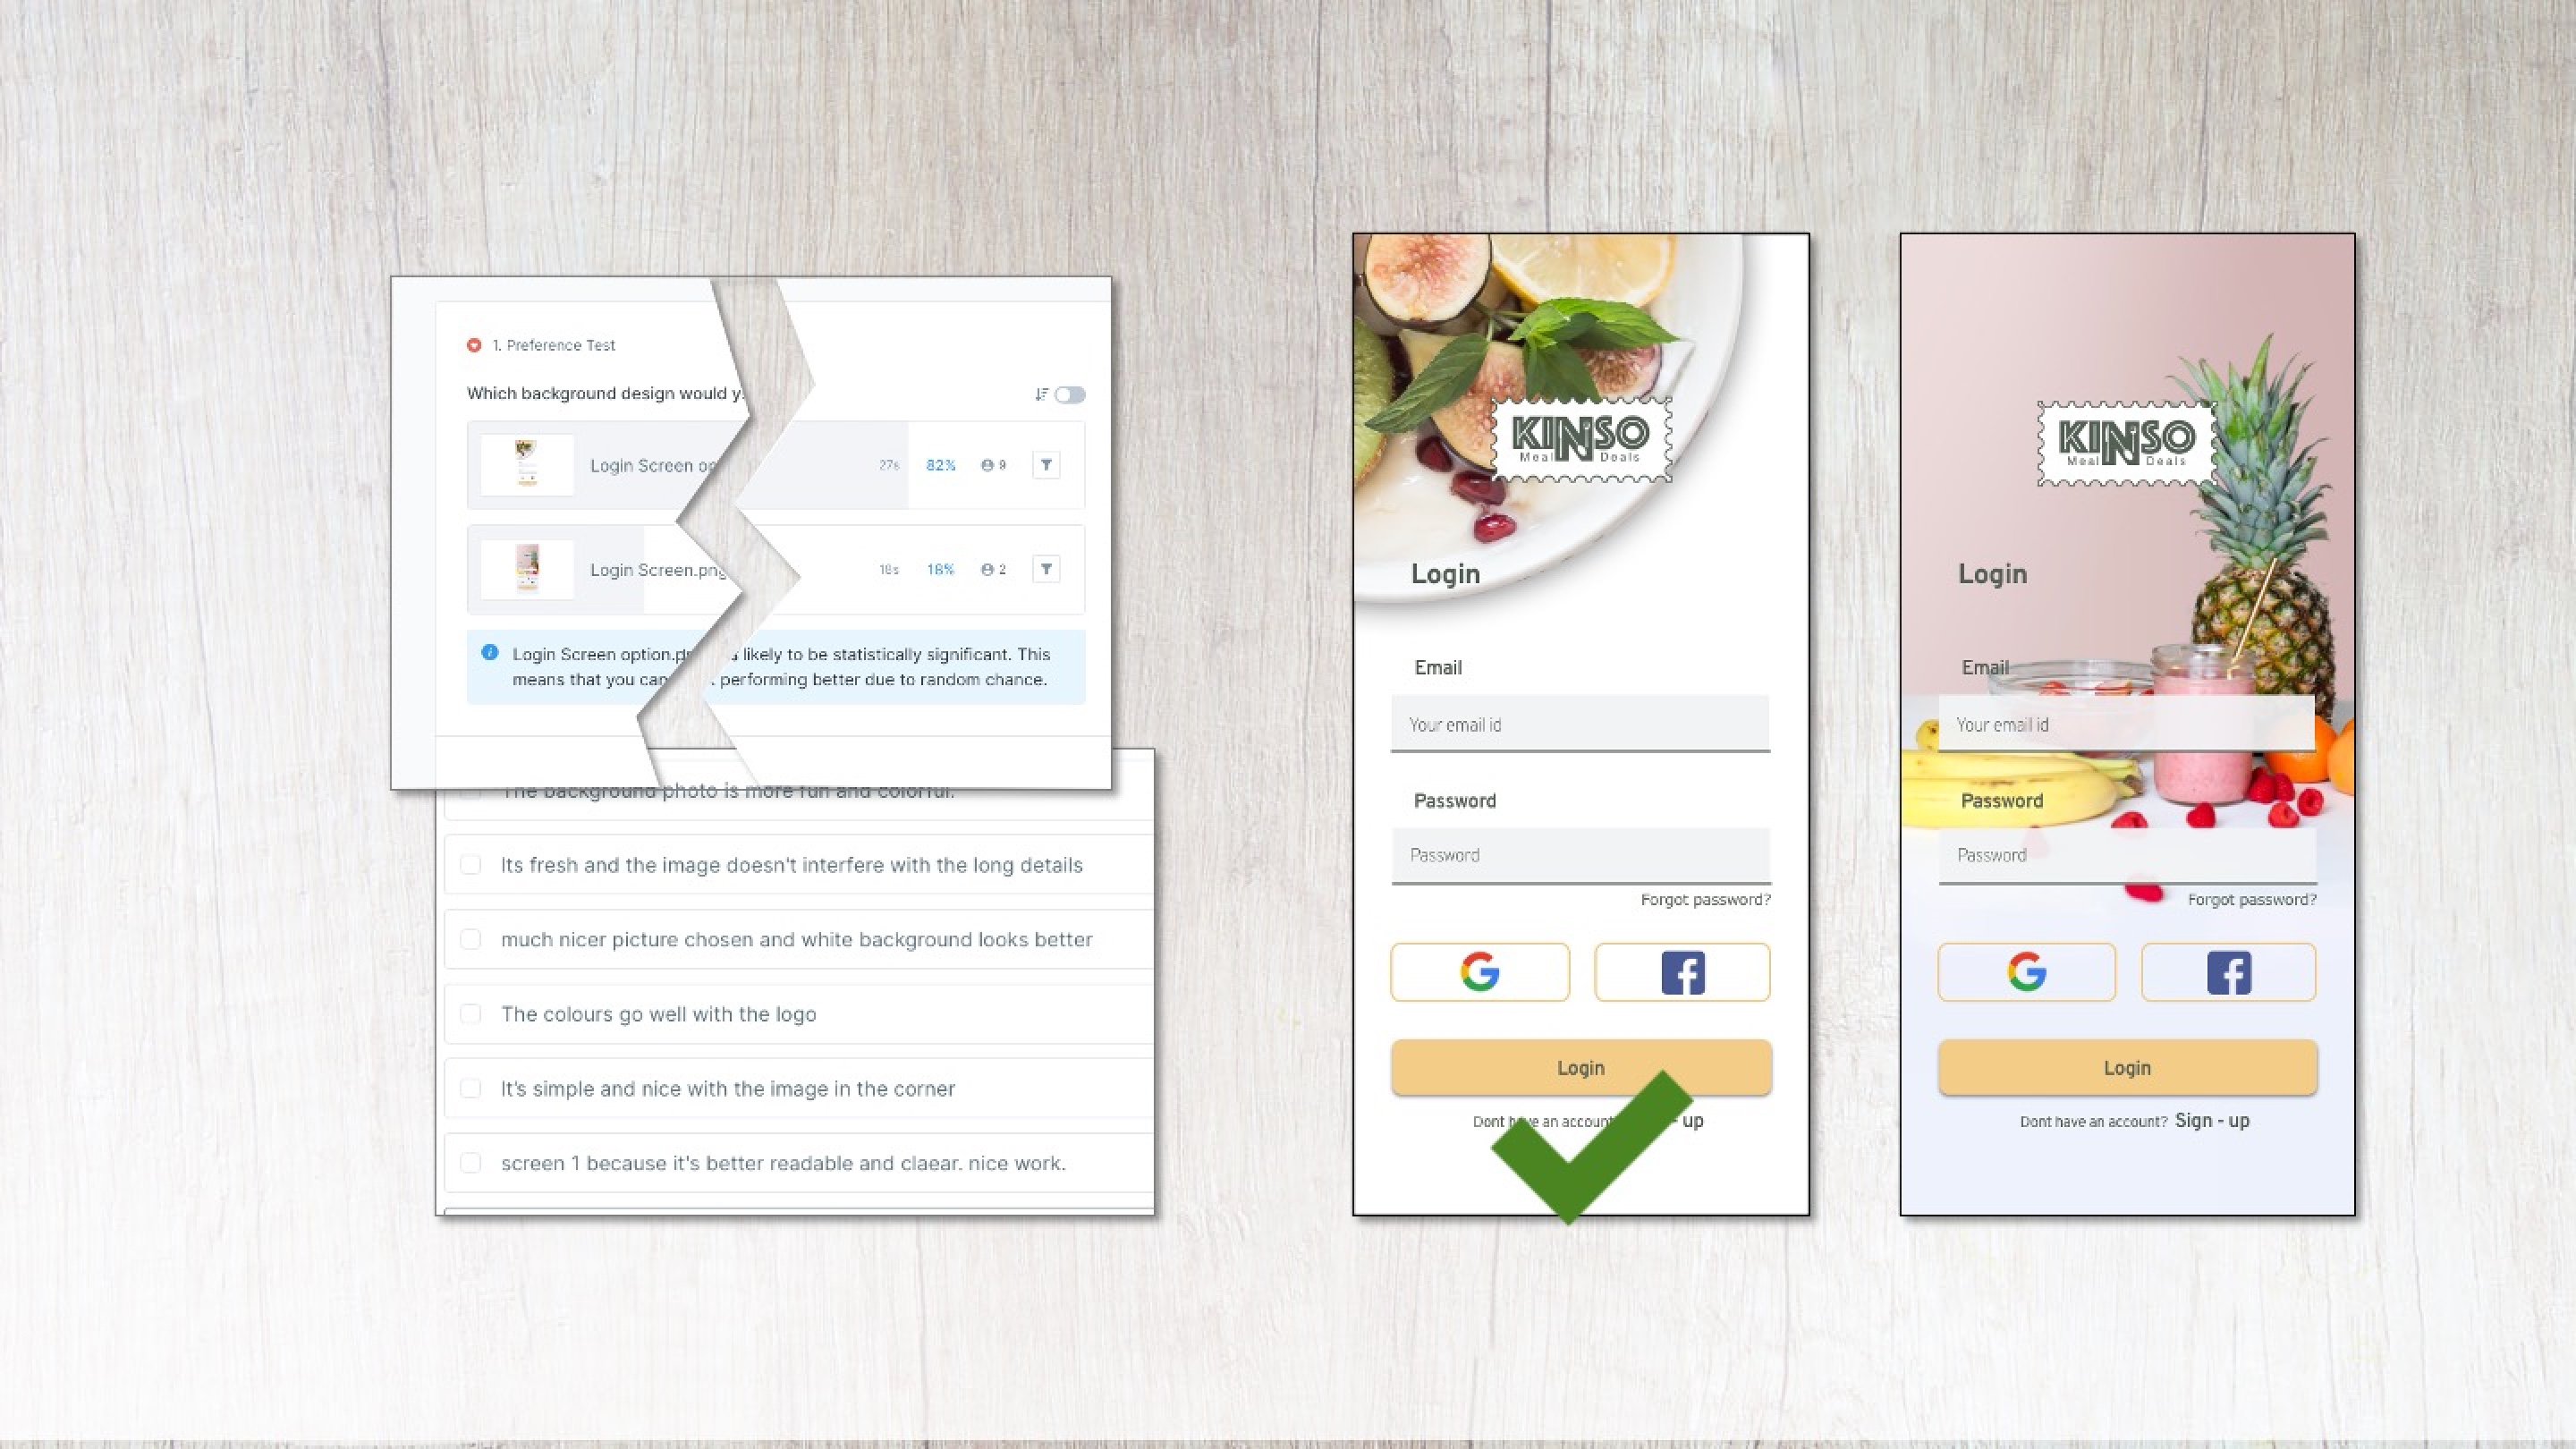 1. Preference Test
Which background design would y
Login Screen op
27s 82% 9
Login Screen.png
18s 18% 2
Login Screen option.p likely to be statistically significant. This
means that you can performing better due to random chance.
The background photo is more fun and colorful.
Its fresh and the image doesn't interfere with the long details
much nicer picture chosen and white background looks better
The colours go well with the logo
It's simple and nice with the image in the corner
screen 1 because it's better readable and claear. nice work.
KINSO
Meal Deals
Login
Email
Your email id
Password
Password
Forgot password?
Login
Dont have an account - up
KINSO
Meal Deals
Login
Email
Your email id
Password
Password
Forgot password?
Login
Dont have an account? Sign - up